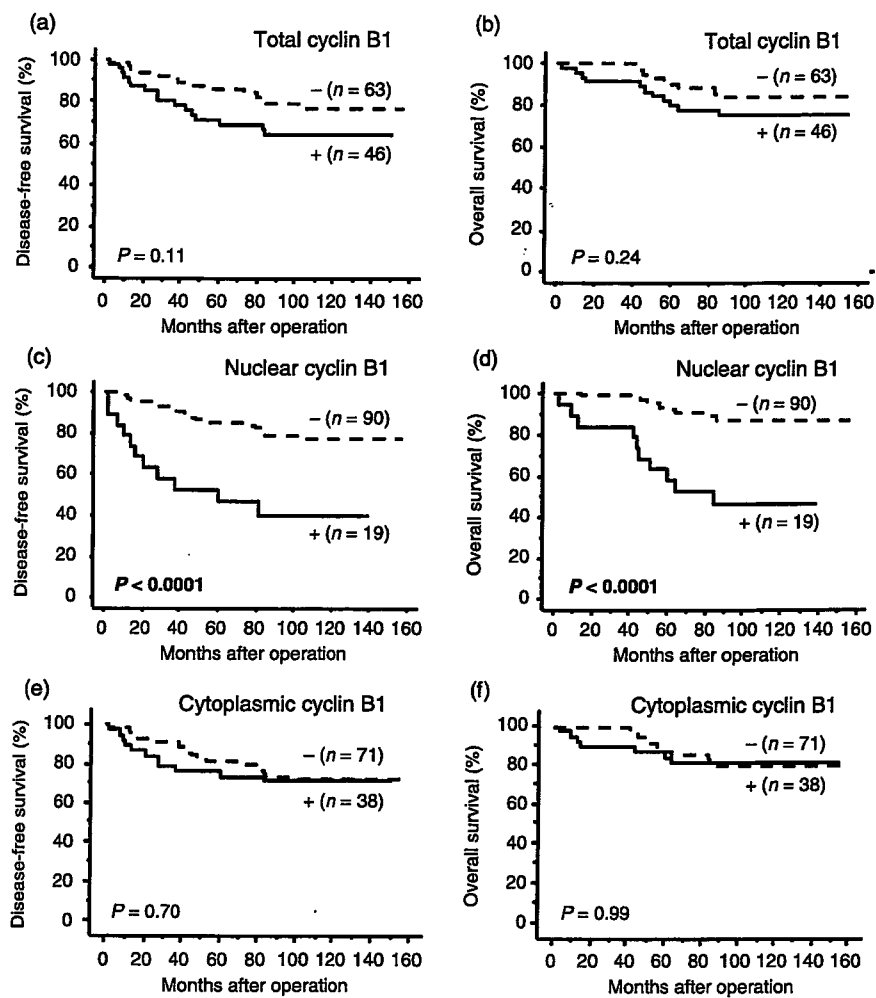 (a)
Total cyclin B1
Disease-free survival (%)
100
80
60
40
20
0
– (n = 63)
+ (n = 46)
P = 0.11
0 20 40 60 80 100 120 140 160
Months after operation
(b)
Total cyclin B1
Overall survival (%)
100
80
60
40
20
0
– (n = 63)
+ (n = 46)
P = 0.24
0 20 40 60 80 100 120 140 160
Months after operation
(c)
Nuclear cyclin B1
Disease-free survival (%)
100
80
60
40
20
0
– (n = 90)
+ (n = 19)
P < 0.0001
0 20 40 60 80 100 120 140 160
Months after operation
(d)
Nuclear cyclin B1
Overall survival (%)
100
80
60
40
20
0
– (n = 90)
+ (n = 19)
P < 0.0001
0 20 40 60 80 100 120 140 160
Months after operation
(e)
Cytoplasmic cyclin B1
Disease-free survival (%)
100
80
60
40
20
0
– (n = 71)
+ (n = 38)
P = 0.70
0 20 40 60 80 100 120 140 160
Months after operation
(f)
Cytoplasmic cyclin B1
Overall survival (%)
100
80
60
40
20
0
– (n = 71)
+ (n = 38)
P = 0.99
0 20 40 60 80 100 120 140 160
Months after operation